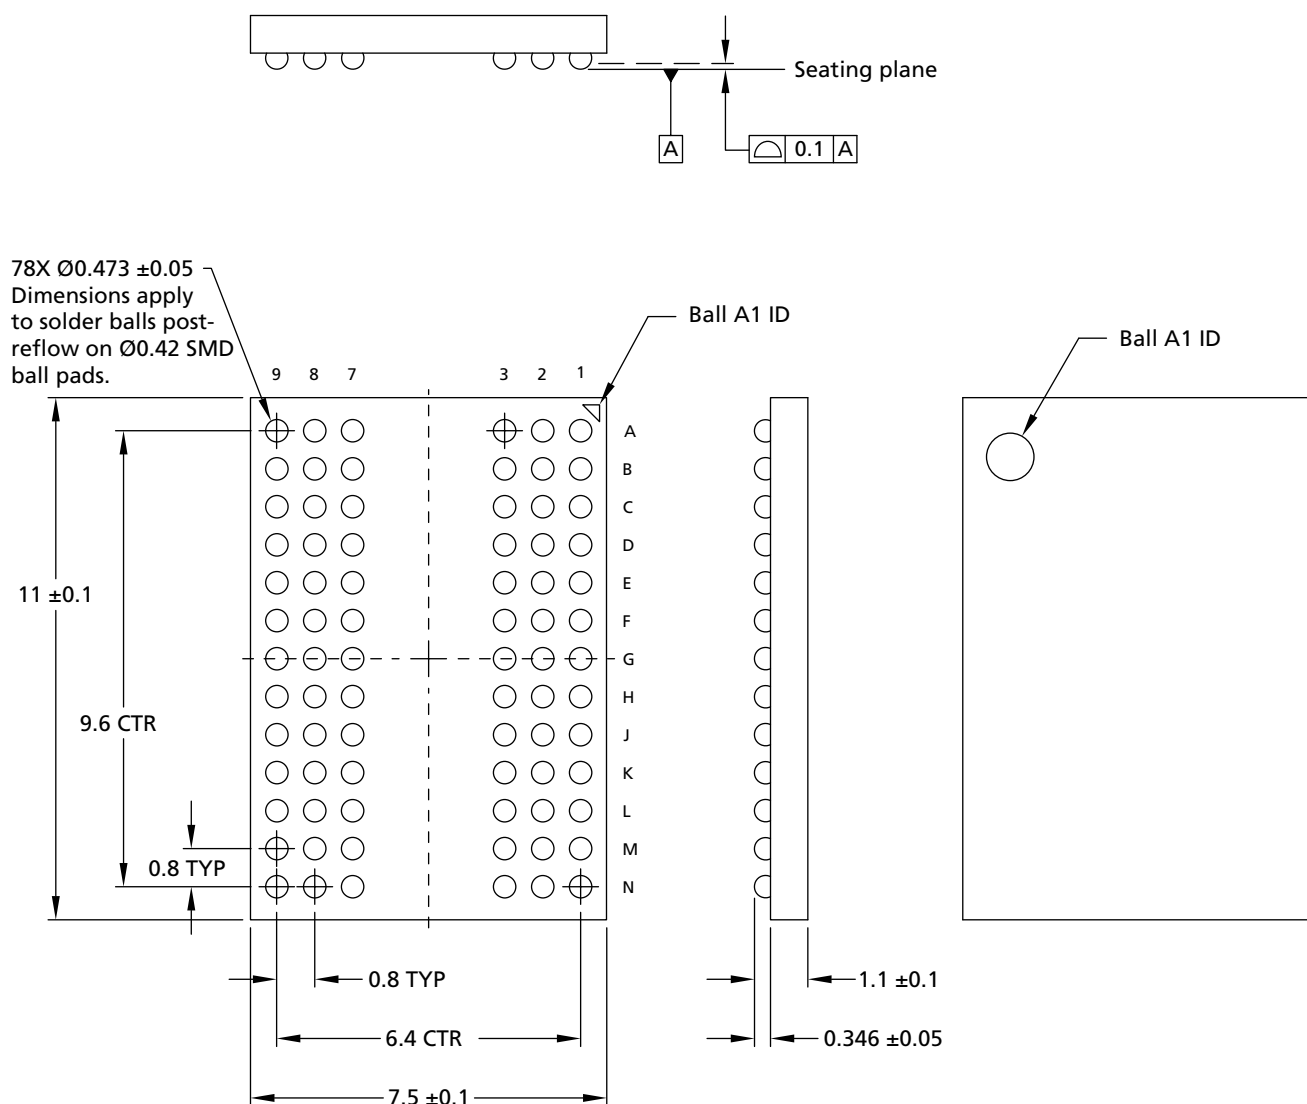 Seating plane
A
0.1 A
78X Ø0.473 ±0.05
Dimensions apply
to solder balls post-
reflow on Ø0.42 SMD
ball pads.
Ball A1 ID
Ball A1 ID
9 8 7 3 2 1
A
B
C
D
E
F
G
H
J
K
L
M
N
11 ±0.1
9.6 CTR
0.8 TYP
0.8 TYP
1.1 ±0.1
6.4 CTR
0.346 ±0.05
7.5 ±0.1